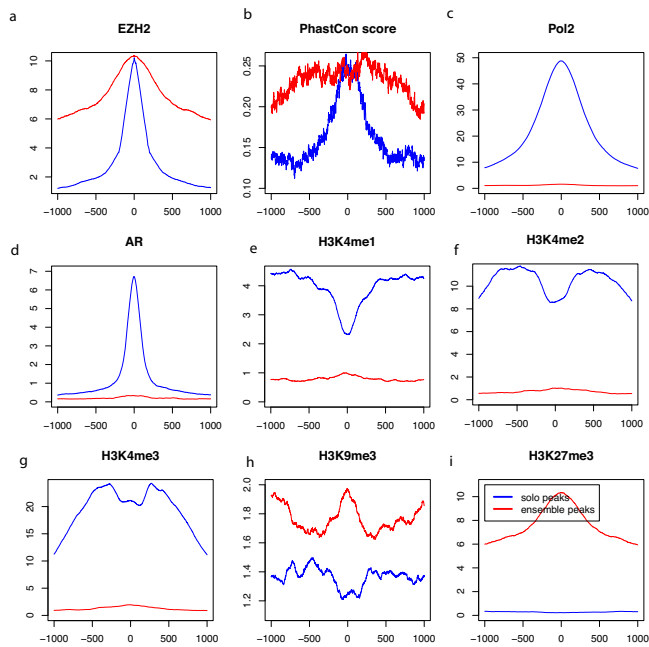 a
EZH2
10
8
6
4
2
−1000 −500 0 500 1000
b
PhastCon score
0.25
0.20
0.15
0.10
−1000 −500 0 500 1000
c
Pol2
50
40
30
20
10
0
−1000 −500 0 500 1000
d
AR
7
6
5
4
3
2
1
0
−1000 −500 0 500 1000
e
H3K4me1
4
3
2
1
0
−1000 −500 0 500 1000
f
H3K4me2
10
8
6
4
2
0
−1000 −500 0 500 1000
g
H3K4me3
20
15
10
5
0
−1000 −500 0 500 1000
h
H3K9me3
2.0
1.8
1.6
1.4
1.2
−1000 −500 0 500 1000
i
H3K27me3
solo peaks
ensemble peaks
10
8
6
4
2
0
−1000 −500 0 500 1000